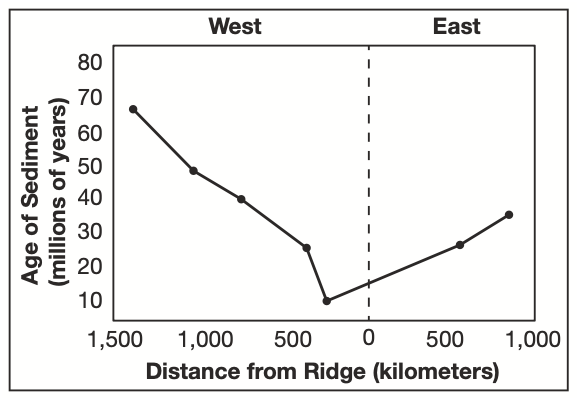 West East
80
70
60
50
40
30
20
10
Age of Sediment
(millions of years)
1,500 1,000 500 0 500 1,000
Distance from Ridge (kilometers)